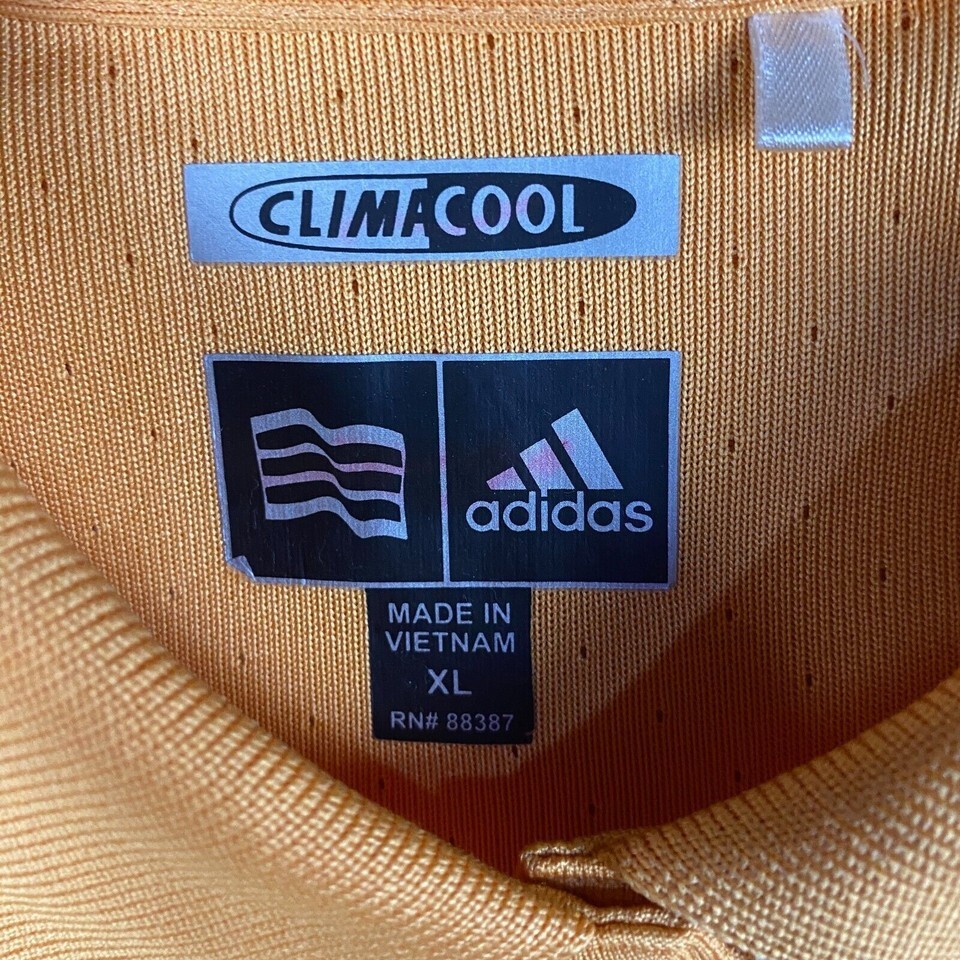 CLIMACOOL
adidas
MADE IN
VIETNAM
XL
RN# 88387